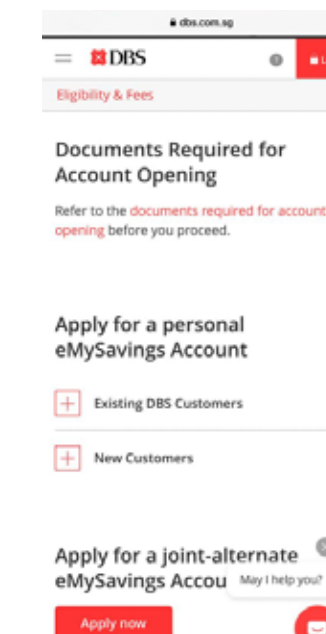 dbs.com.sg
DBS
Eligibility & Fees
Documents Required for
Account Opening
Refer to the documents required for account
opening before you proceed.
Apply for a personal
eMySavings Account
Existing DBS Customers
New Customers
Apply for a joint-alternate
eMySavings Accou
May I help you?
Apply now